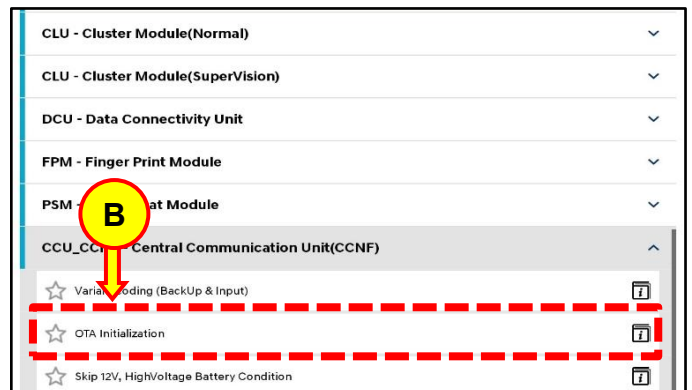 CLU - Cluster Module(Normal)
CLU - Cluster Module(SuperVision)
DCU - Data Connectivity Unit
FPM - Finger Print Module
PSM - at Module
B
CCU_CC - Central Communication Unit(CCNF)
Varia oding (BackUp & Input)
OTA Initialization
Skip 12V, HighVoltage Battery Condition